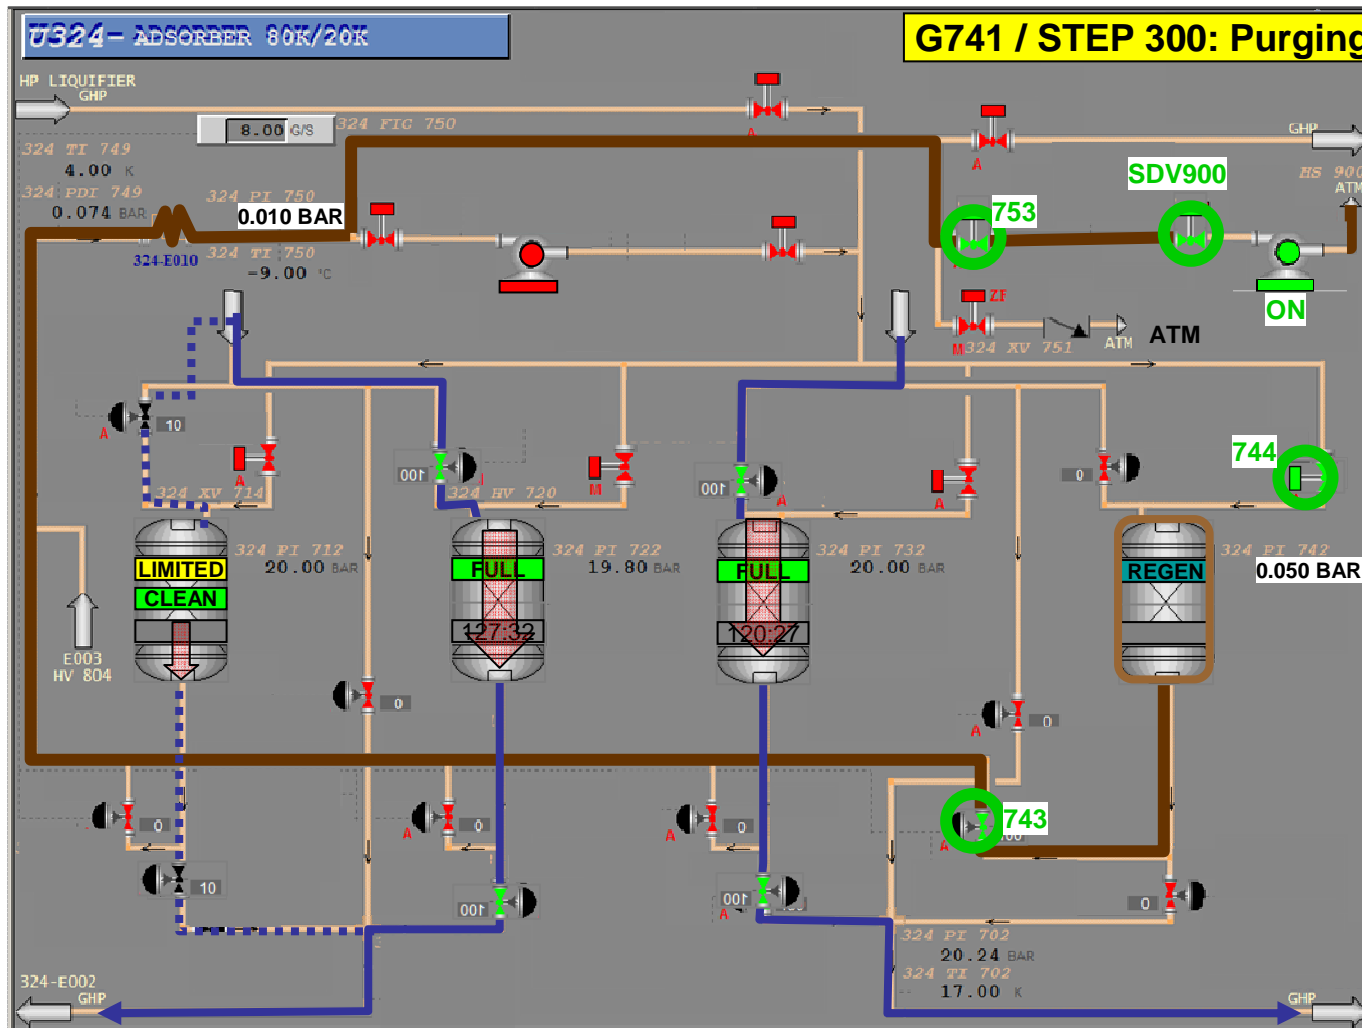 U324- ADSORBER 80K/20K
G741 / STEP 300: Purging
HP LIQUIFIER
GHP
8.00 G/S
324 FIG 750
A
A
GHP
324 TI 749
4.00 K
324 PDI 749
0.074 BAR
324 PI 750
0.010 BAR
324-E010
324 TI 750
-9.00 °C
753
SDV900
HS 900
ATM
ON
ZF
M
324 XV 751
ATM
ATM
A
10
A
324 XV 714
100
324 HV 720
M
100
A
A
0
744
324 PI 712
20.00 BAR
324 PI 722
19.80 BAR
324 PI 732
20.00 BAR
324 PI 742
0.050 BAR
LIMITED
CLEAN
FULL
127:32
FULL
120:27
REGEN
E003
HV 804
0
A
0
0
A
0
A
0
A
743
10
100
100
A
0
324 PI 702
20.24 BAR
324 TI 702
17.00 K
324-E002
GHP
GHP